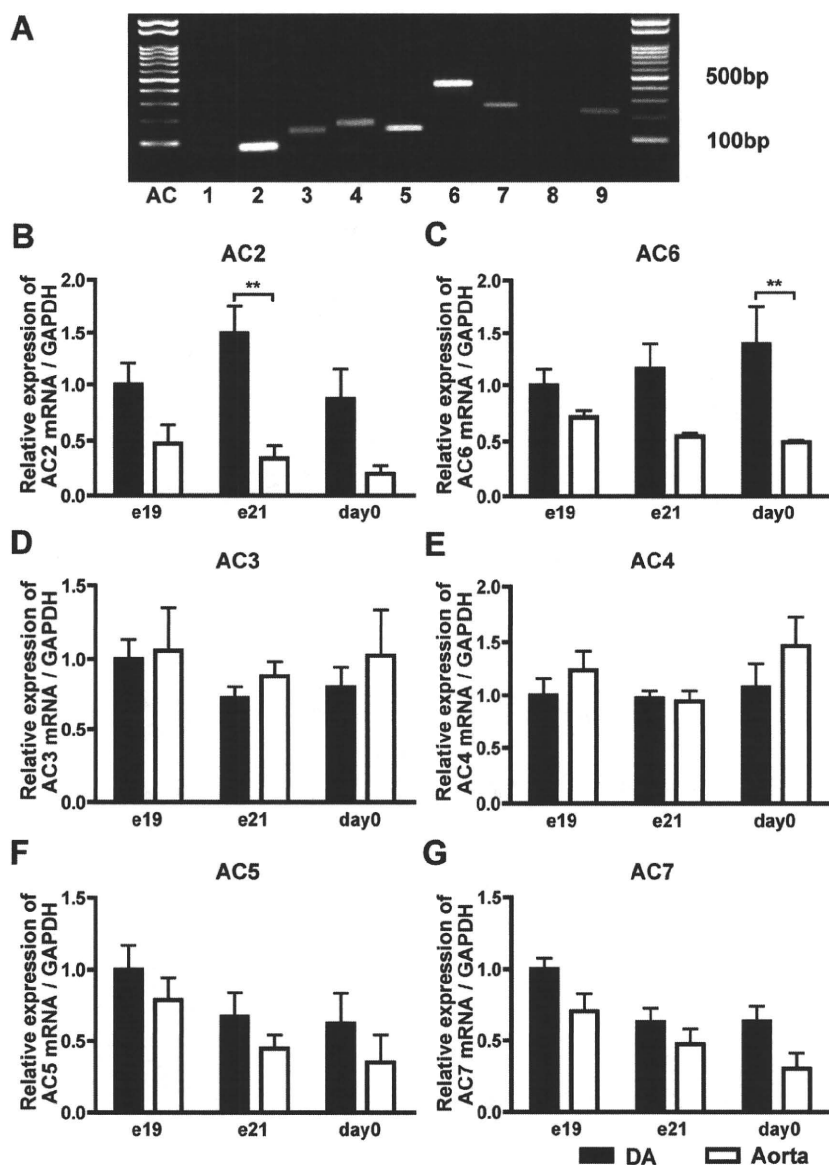 A
500bp
100bp
AC 1 2 3 4 5 6 7 8 9
B
AC2
Relative expression of
AC2 mRNA / GAPDH
2.0
1.5
1.0
0.5
0.0
**
e19 e21 day0
C
AC6
Relative expression of
AC6 mRNA / GAPDH
2.0
1.5
1.0
0.5
0.0
**
e19 e21 day0
D
AC3
Relative expression of
AC3 mRNA / GAPDH
1.5
1.0
0.5
0.0
e19 e21 day0
E
AC4
Relative expression of
AC4 mRNA / GAPDH
2.0
1.5
1.0
0.5
0.0
e19 e21 day0
F
AC5
Relative expression of
AC5 mRNA / GAPDH
1.5
1.0
0.5
0.0
e19 e21 day0
G
AC7
Relative expression of
AC7 mRNA / GAPDH
1.5
1.0
0.5
0.0
e19 e21 day0
DA Aorta